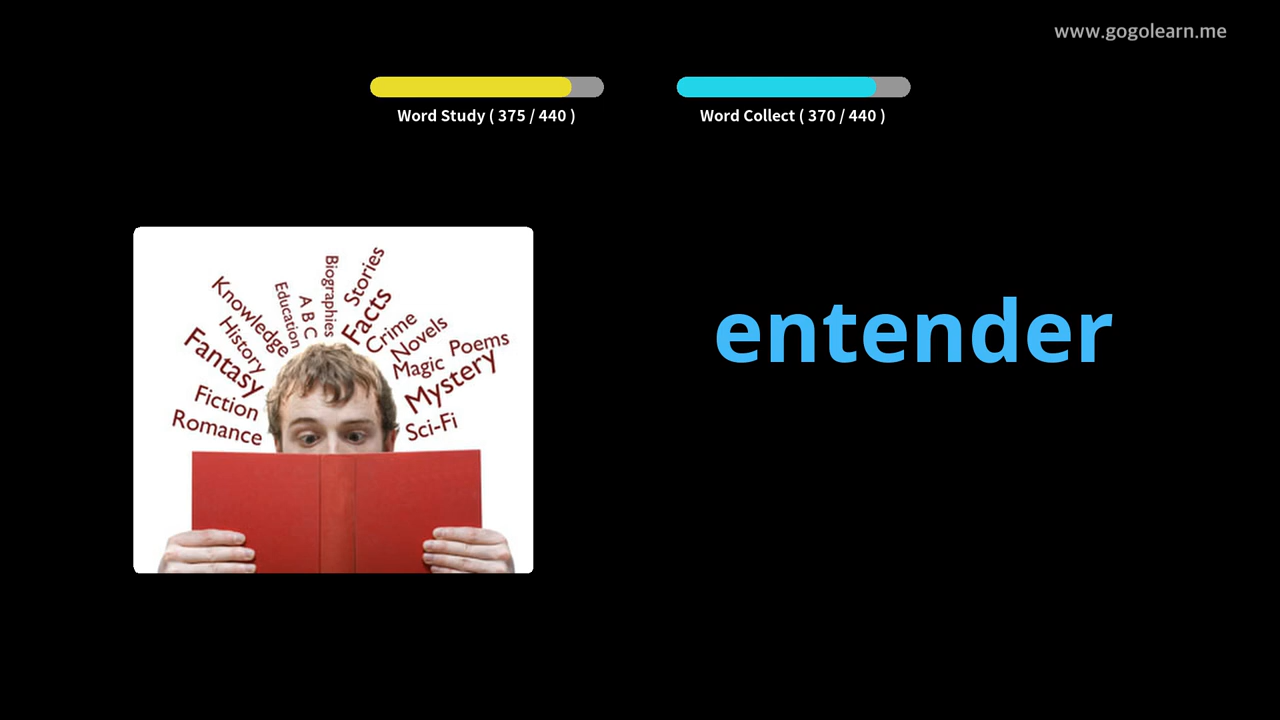 www.gogolearn.me
Word Study ( 375 / 440 )
Word Collect ( 370 / 440 )
entender
Biographies
Stories
Education
A B C
Facts
Knowledge
Crime
History
Novels
Fantasy
Magic
Poems
Mystery
Fiction
Romance
Sci-Fi